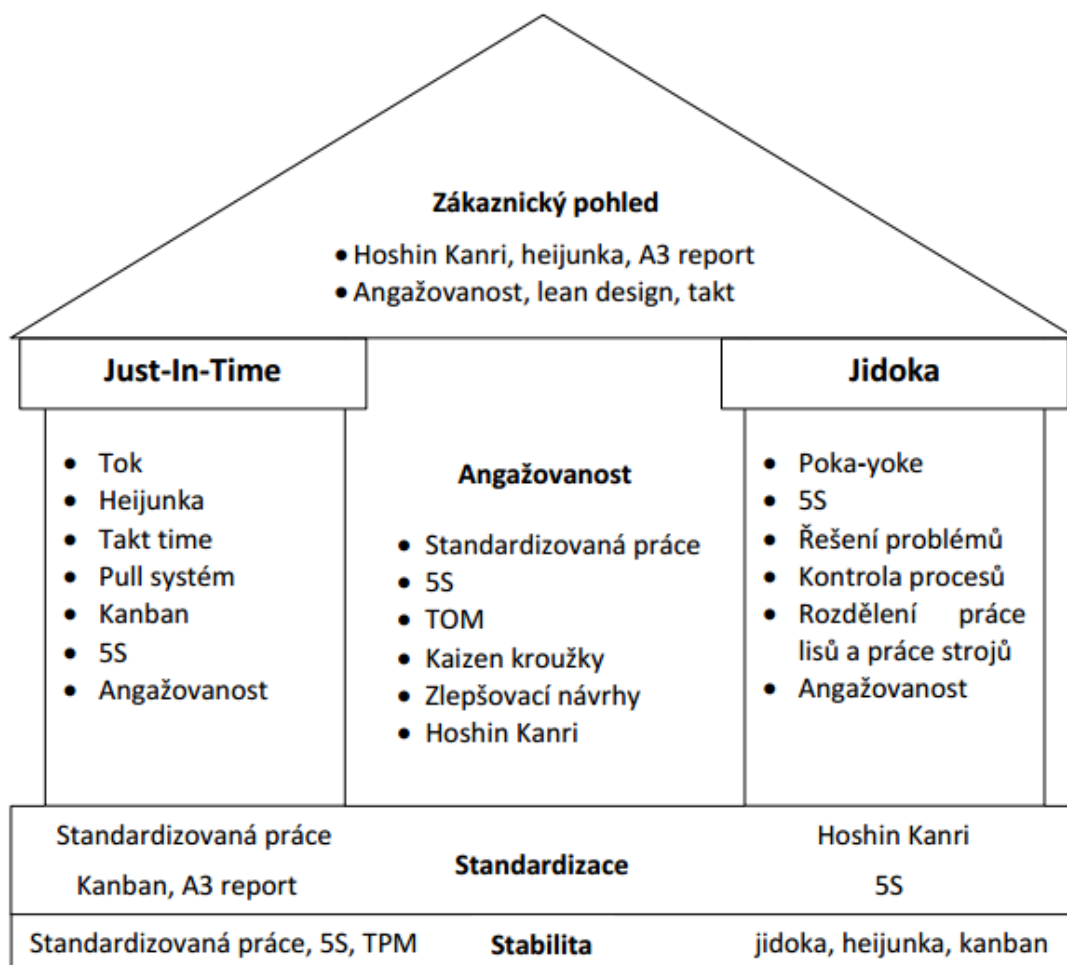 Zákaznický pohled
• Hoshin Kanri, heijunka, A3 report
• Angažovanost, lean design, takt
Just-In-Time
• Tok
• Heijunka
• Takt time
• Pull systém
• Kanban
• 5S
• Angažovanost
Angažovanost
• Standardizovaná práce
• 5S
• TOM
• Kaizen kroužky
• Zlepšovací návrhy
• Hoshin Kanri
Jidoka
• Poka-yoke
• 5S
• Řešení problémů
• Kontrola procesů
• Rozdělení práce
lisů a práce strojů
• Angažovanost
Standardizovaná práce
Kanban, A3 report
Standardizace
Hoshin Kanri
5S
Standardizovaná práce, 5S, TPM
Stabilita
jidoka, heijunka, kanban